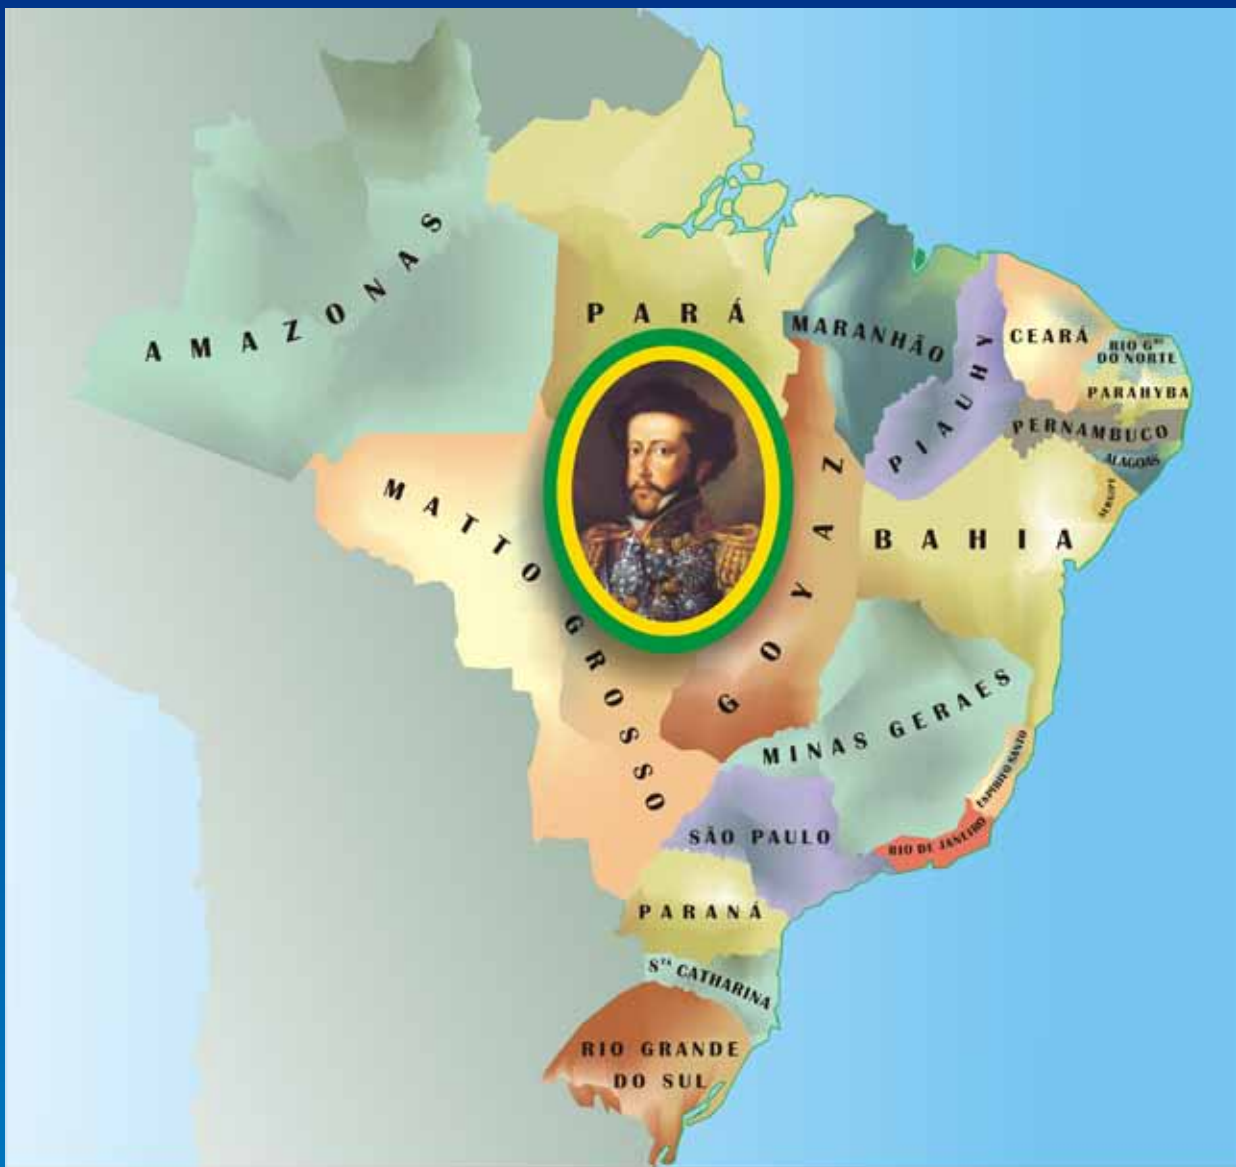 AMAZONAS
PARÁ
MARANHÃO
PIAUHY
CEARÁ
RIO Gᴰᴱ
DO NORTE
PARAHYBA
PERNAMBUCO
ALAGOAS
SERGIPE
BAHIA
MATTO GROSSO
GOYAZ
MINAS GERAES
ESPIRITO SANTO
RIO DE JANEIRO
SÃO PAULO
PARANÁ
Sᵀᴬ CATHARINA
RIO GRANDE
DO SUL